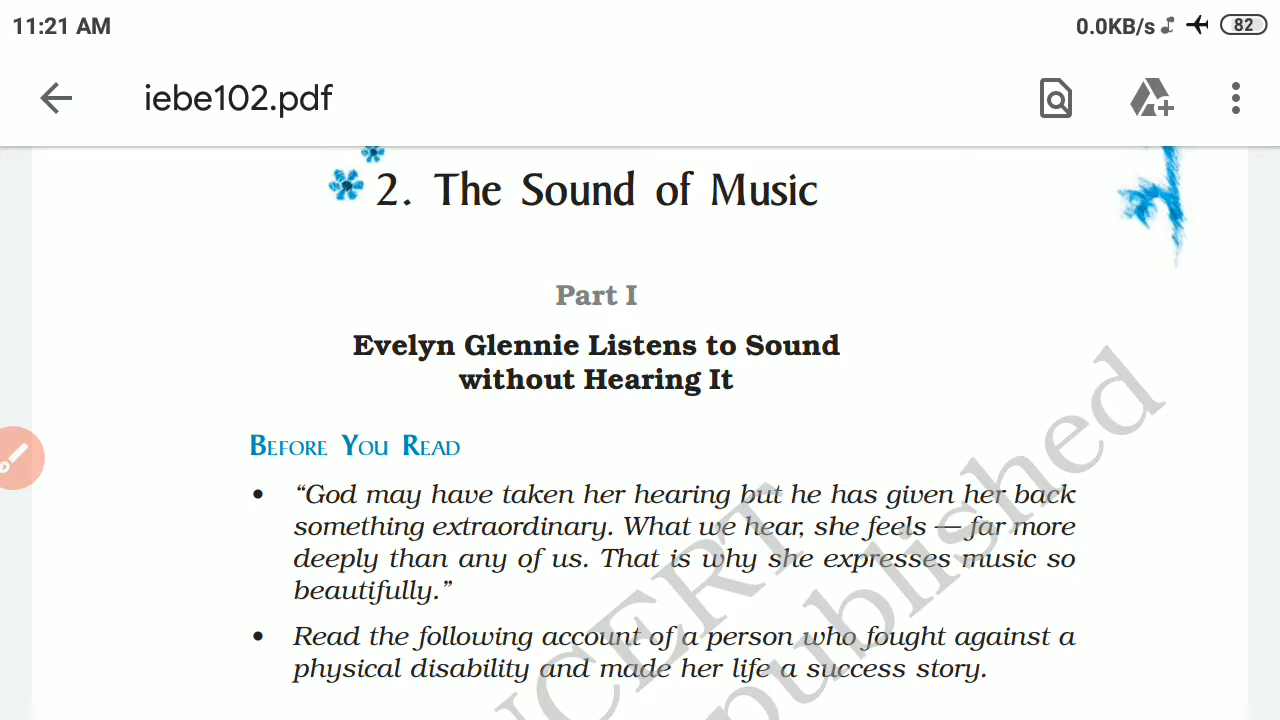 11:21 AM
0.0KB/s
82
iebe102.pdf
2. The Sound of Music
Part I
Evelyn Glennie Listens to Sound
without Hearing It
BEFORE YOU READ
• “God may have taken her hearing but he has given her back
something extraordinary. What we hear, she feels — far more
deeply than any of us. That is why she expresses music so
beautifully.”
• Read the following account of a person who fought against a
physical disability and made her life a success story.
NCERT
published